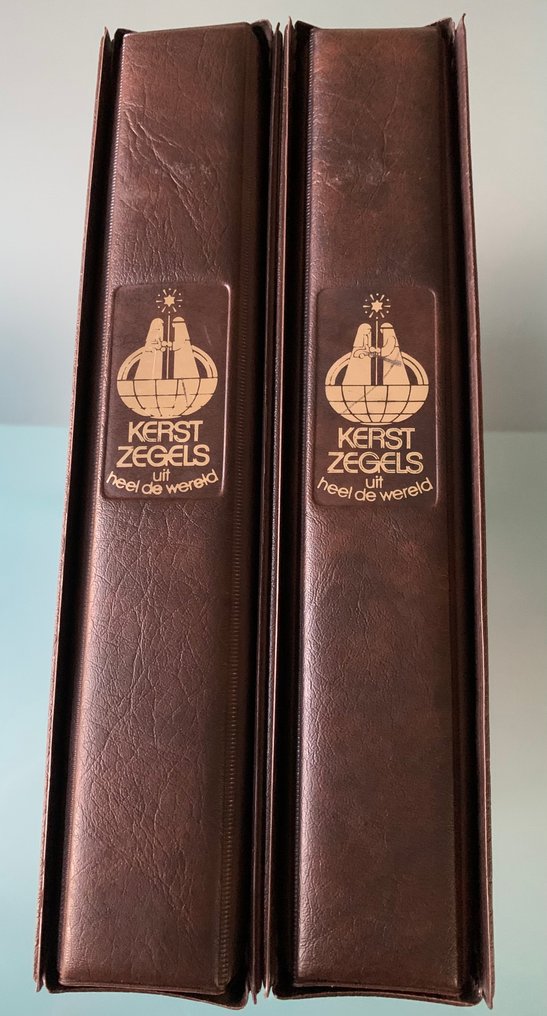 KERST
ZEGELS
uit
heel de wereld
KERST
ZEGELS
uit
heel de wereld